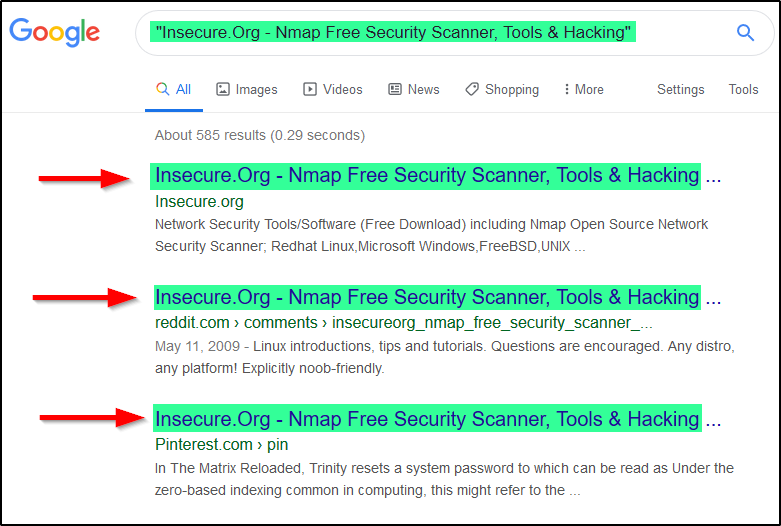 Google
"Insecure.Org - Nmap Free Security Scanner, Tools & Hacking"
All Images Videos News Shopping More Settings Tools
About 585 results (0.29 seconds)
Insecure.Org - Nmap Free Security Scanner, Tools & Hacking ...
Insecure.org
Network Security Tools/Software (Free Download) including Nmap Open Source Network
Security Scanner; Redhat Linux,Microsoft Windows,FreeBSD,UNIX ...
Insecure.Org - Nmap Free Security Scanner, Tools & Hacking ...
reddit.com › comments › insecureorg_nmap_free_security_scanner_...
May 11, 2009 - Linux introductions, tips and tutorials. Questions are encouraged. Any distro,
any platform! Explicitly noob-friendly.
Insecure.Org - Nmap Free Security Scanner, Tools & Hacking ...
Pinterest.com › pin
In The Matrix Reloaded, Trinity resets a system password to which can be read as Under the
zero-based indexing common in computing, this might refer to the ...